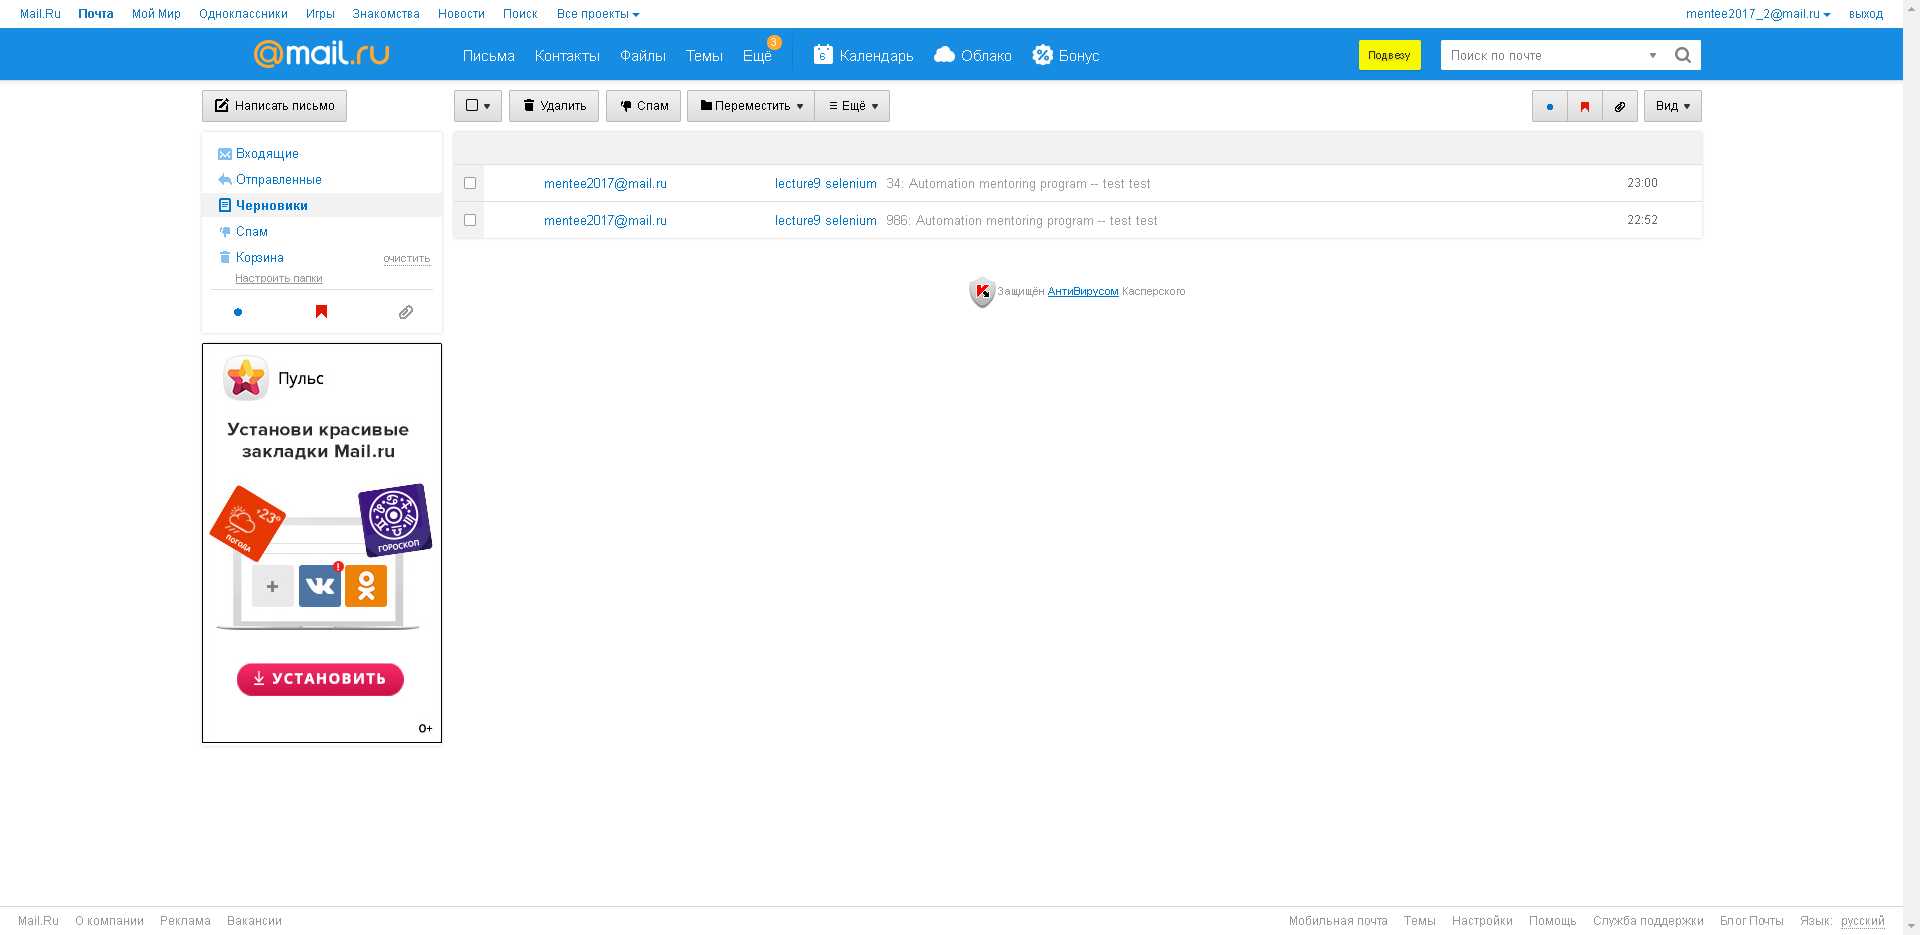 Mail.Ru Почта Мой Мир Одноклассники Игры Знакомства Новости Поиск Все проекты mentee2017_2@mail.ru выход
@mail.ru Письма Контакты Файлы Темы Ещё 3 6 Календарь Облако Бонус Подвезу Поиск по почте
Написать письмо Удалить Спам Переместить Ещё Вид
Входящие
Отправленные
Черновики
Спам
Корзина очистить
Настроить папки
mentee2017@mail.ru lecture9 selenium 34: Automation mentoring program -- test test 23:00
mentee2017@mail.ru lecture9 selenium 986: Automation mentoring program -- test test 22:52
Защищён АнтиВирусом Касперского
Пульс
Установи красивые
закладки Mail.ru
+23°
ПОГОДА
ГОРОСКОП
УСТАНОВИТЬ
0+
Mail.Ru О компании Реклама Вакансии Мобильная почта Темы Настройки Помощь Служба поддержки Блог Почты Язык: русский